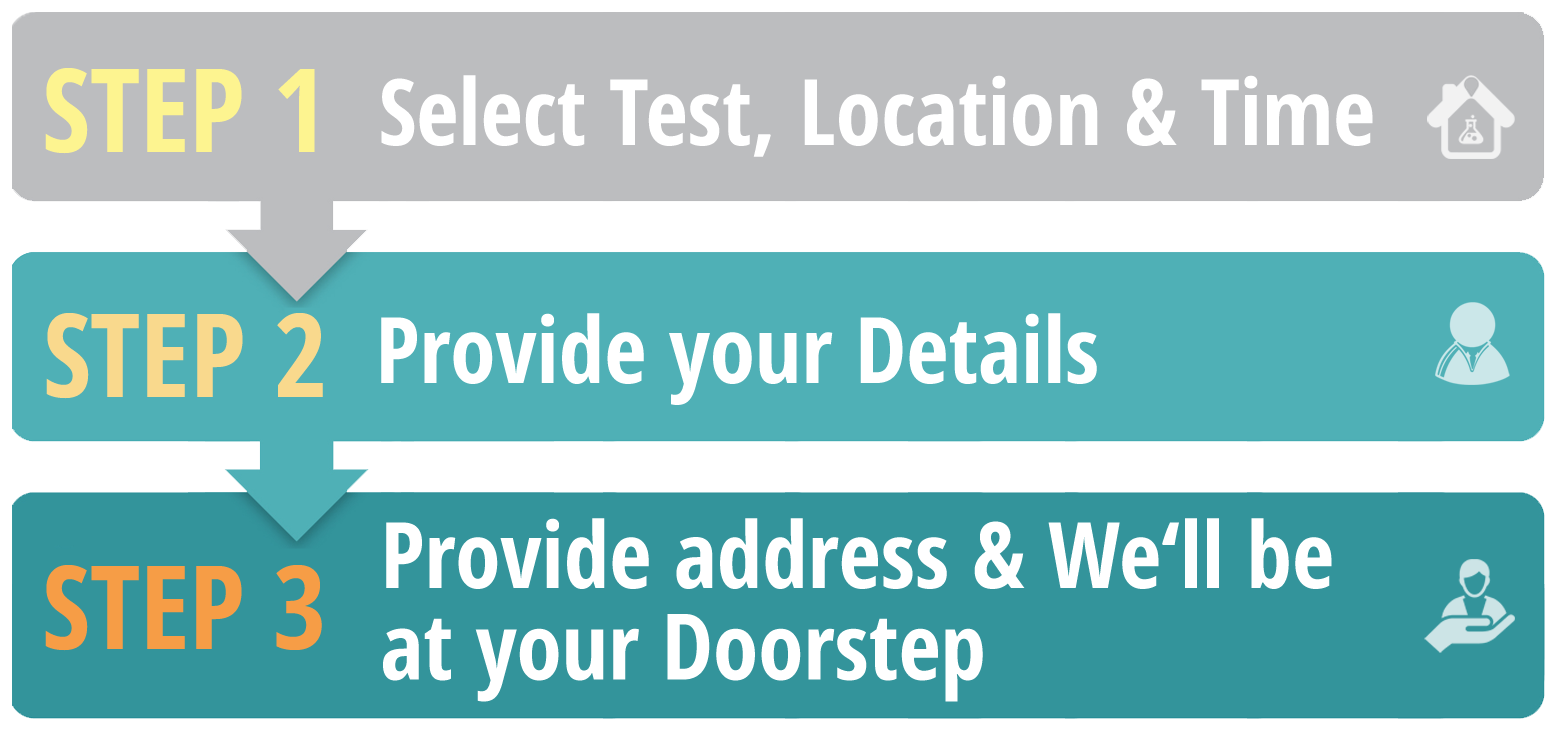 STEP 1 Select Test, Location & Time
STEP 2 Provide your Details
STEP 3 Provide address & We‘ll be
at your Doorstep